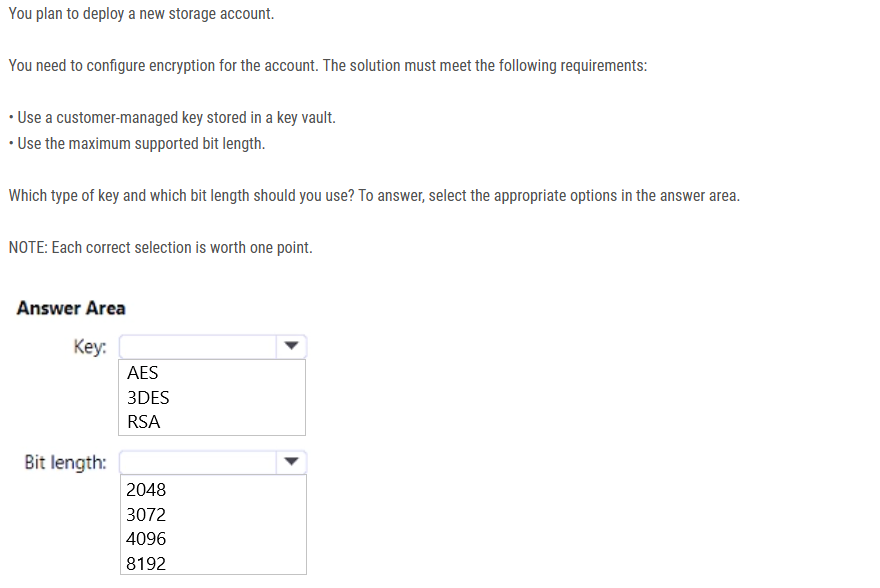 You plan to deploy a new storage account.
You need to configure encryption for the account. The solution must meet the following requirements:
• Use a customer-managed key stored in a key vault.
• Use the maximum supported bit length.
Which type of key and which bit length should you use? To answer, select the appropriate options in the answer area.
NOTE: Each correct selection is worth one point.
Answer Area
Key:
AES
3DES
RSA
Bit length:
2048
3072
4096
8192